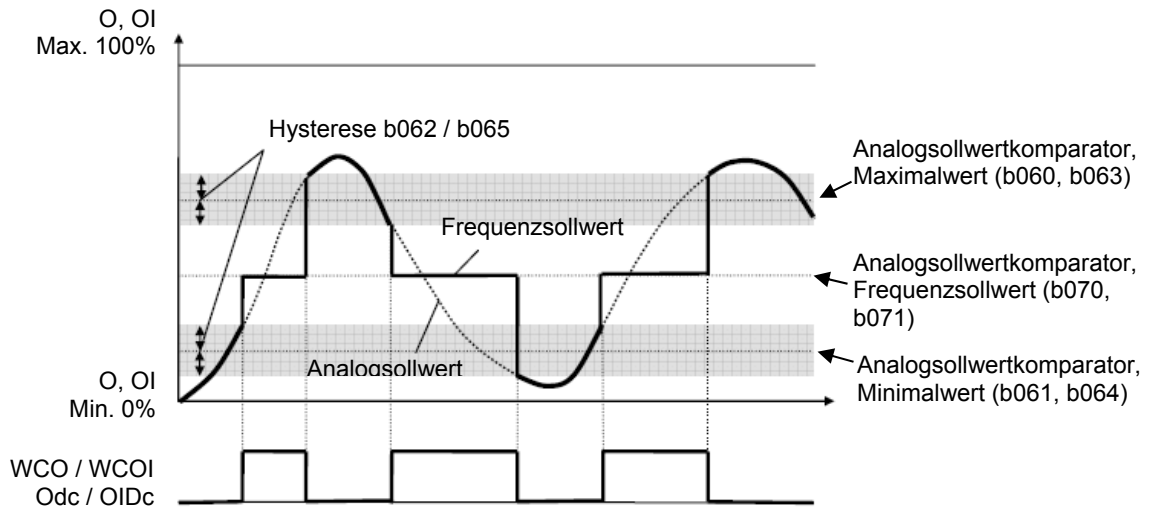 O, OI
Max. 100%
Hysterese b062 / b065
Analogsollwertkomparator,
Maximalwert (b060, b063)
Frequenzsollwert
Analogsollwertkomparator,
Frequenzsollwert (b070,
b071)
Analogsollwert
Analogsollwertkomparator,
Minimalwert (b061, b064)
O, OI
Min. 0%
WCO / WCOI
Odc / OIDc